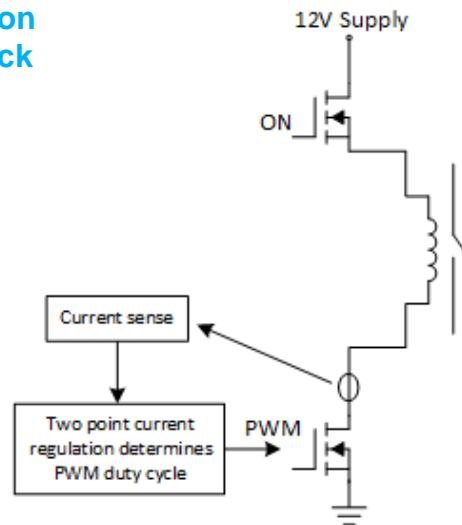 on
ck
12V Supply
ON
Current sense
Two point current
regulation determines
PWM duty cycle
PWM